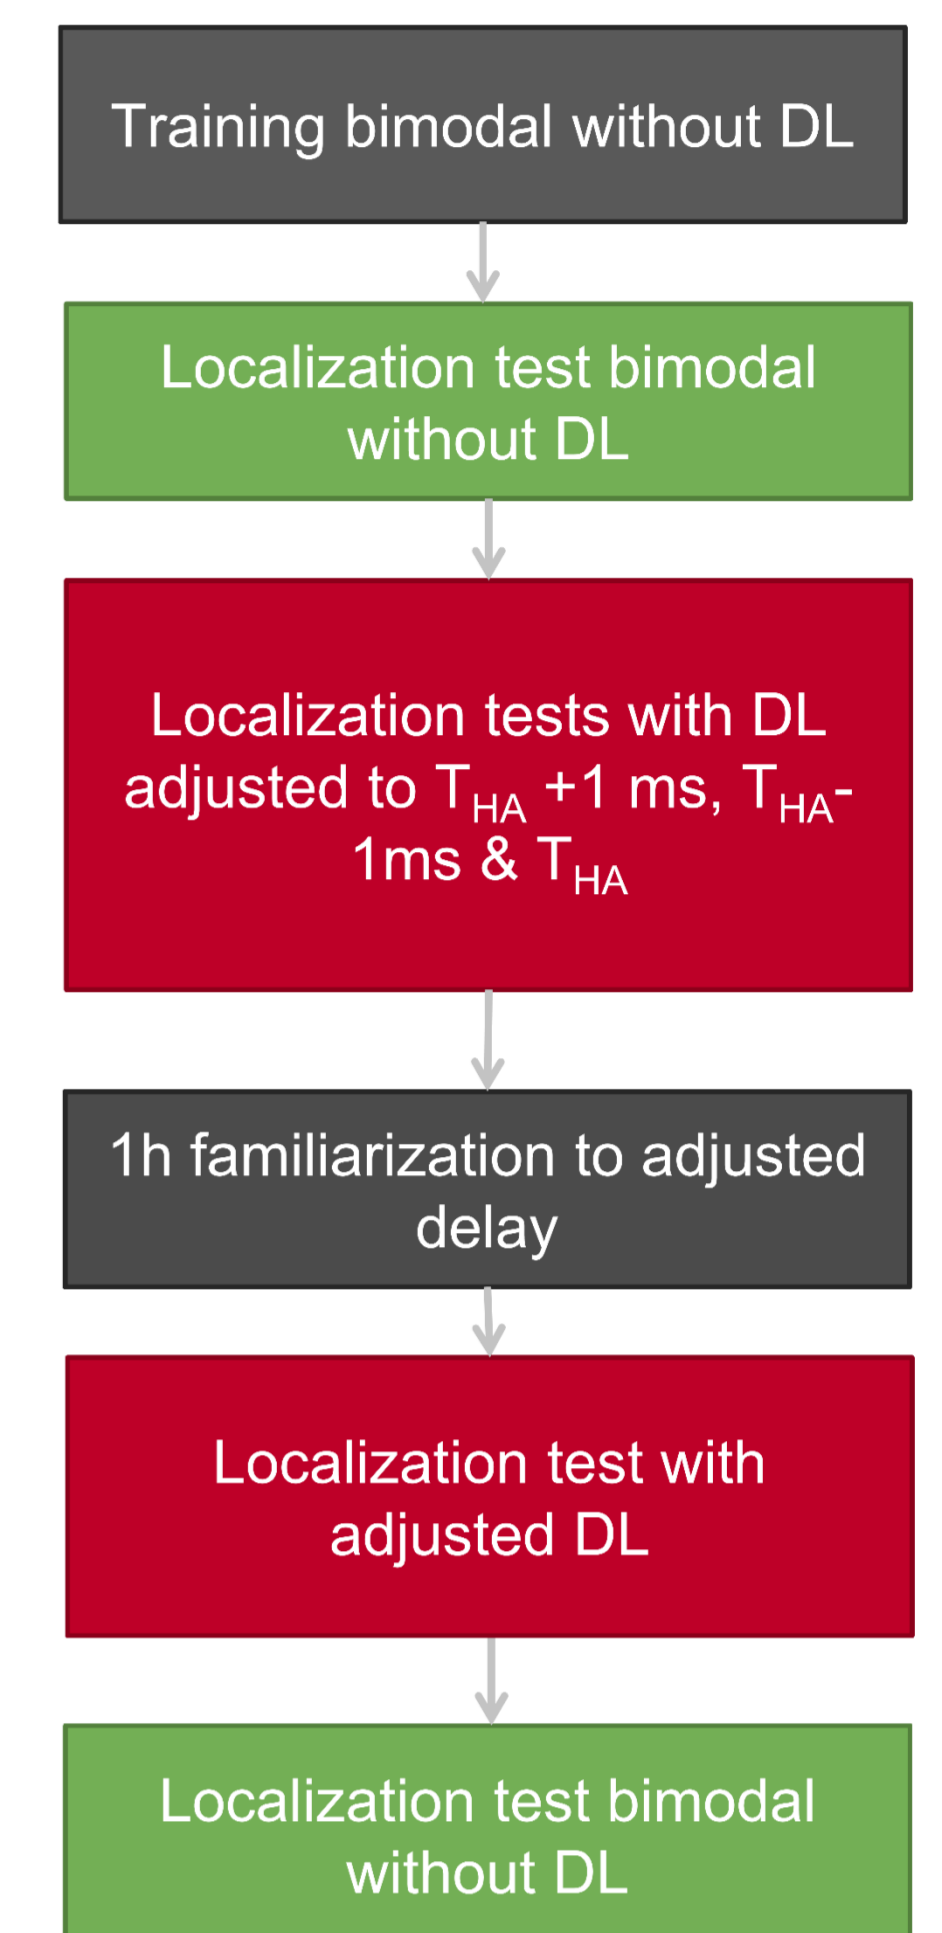 Training bimodal without DL
Localization test bimodal
without DL
Localization tests with DL
adjusted to THA +1 ms, THA-
1ms & THA
1h familiarization to adjusted
delay
Localization test with
adjusted DL
Localization test bimodal
without DL